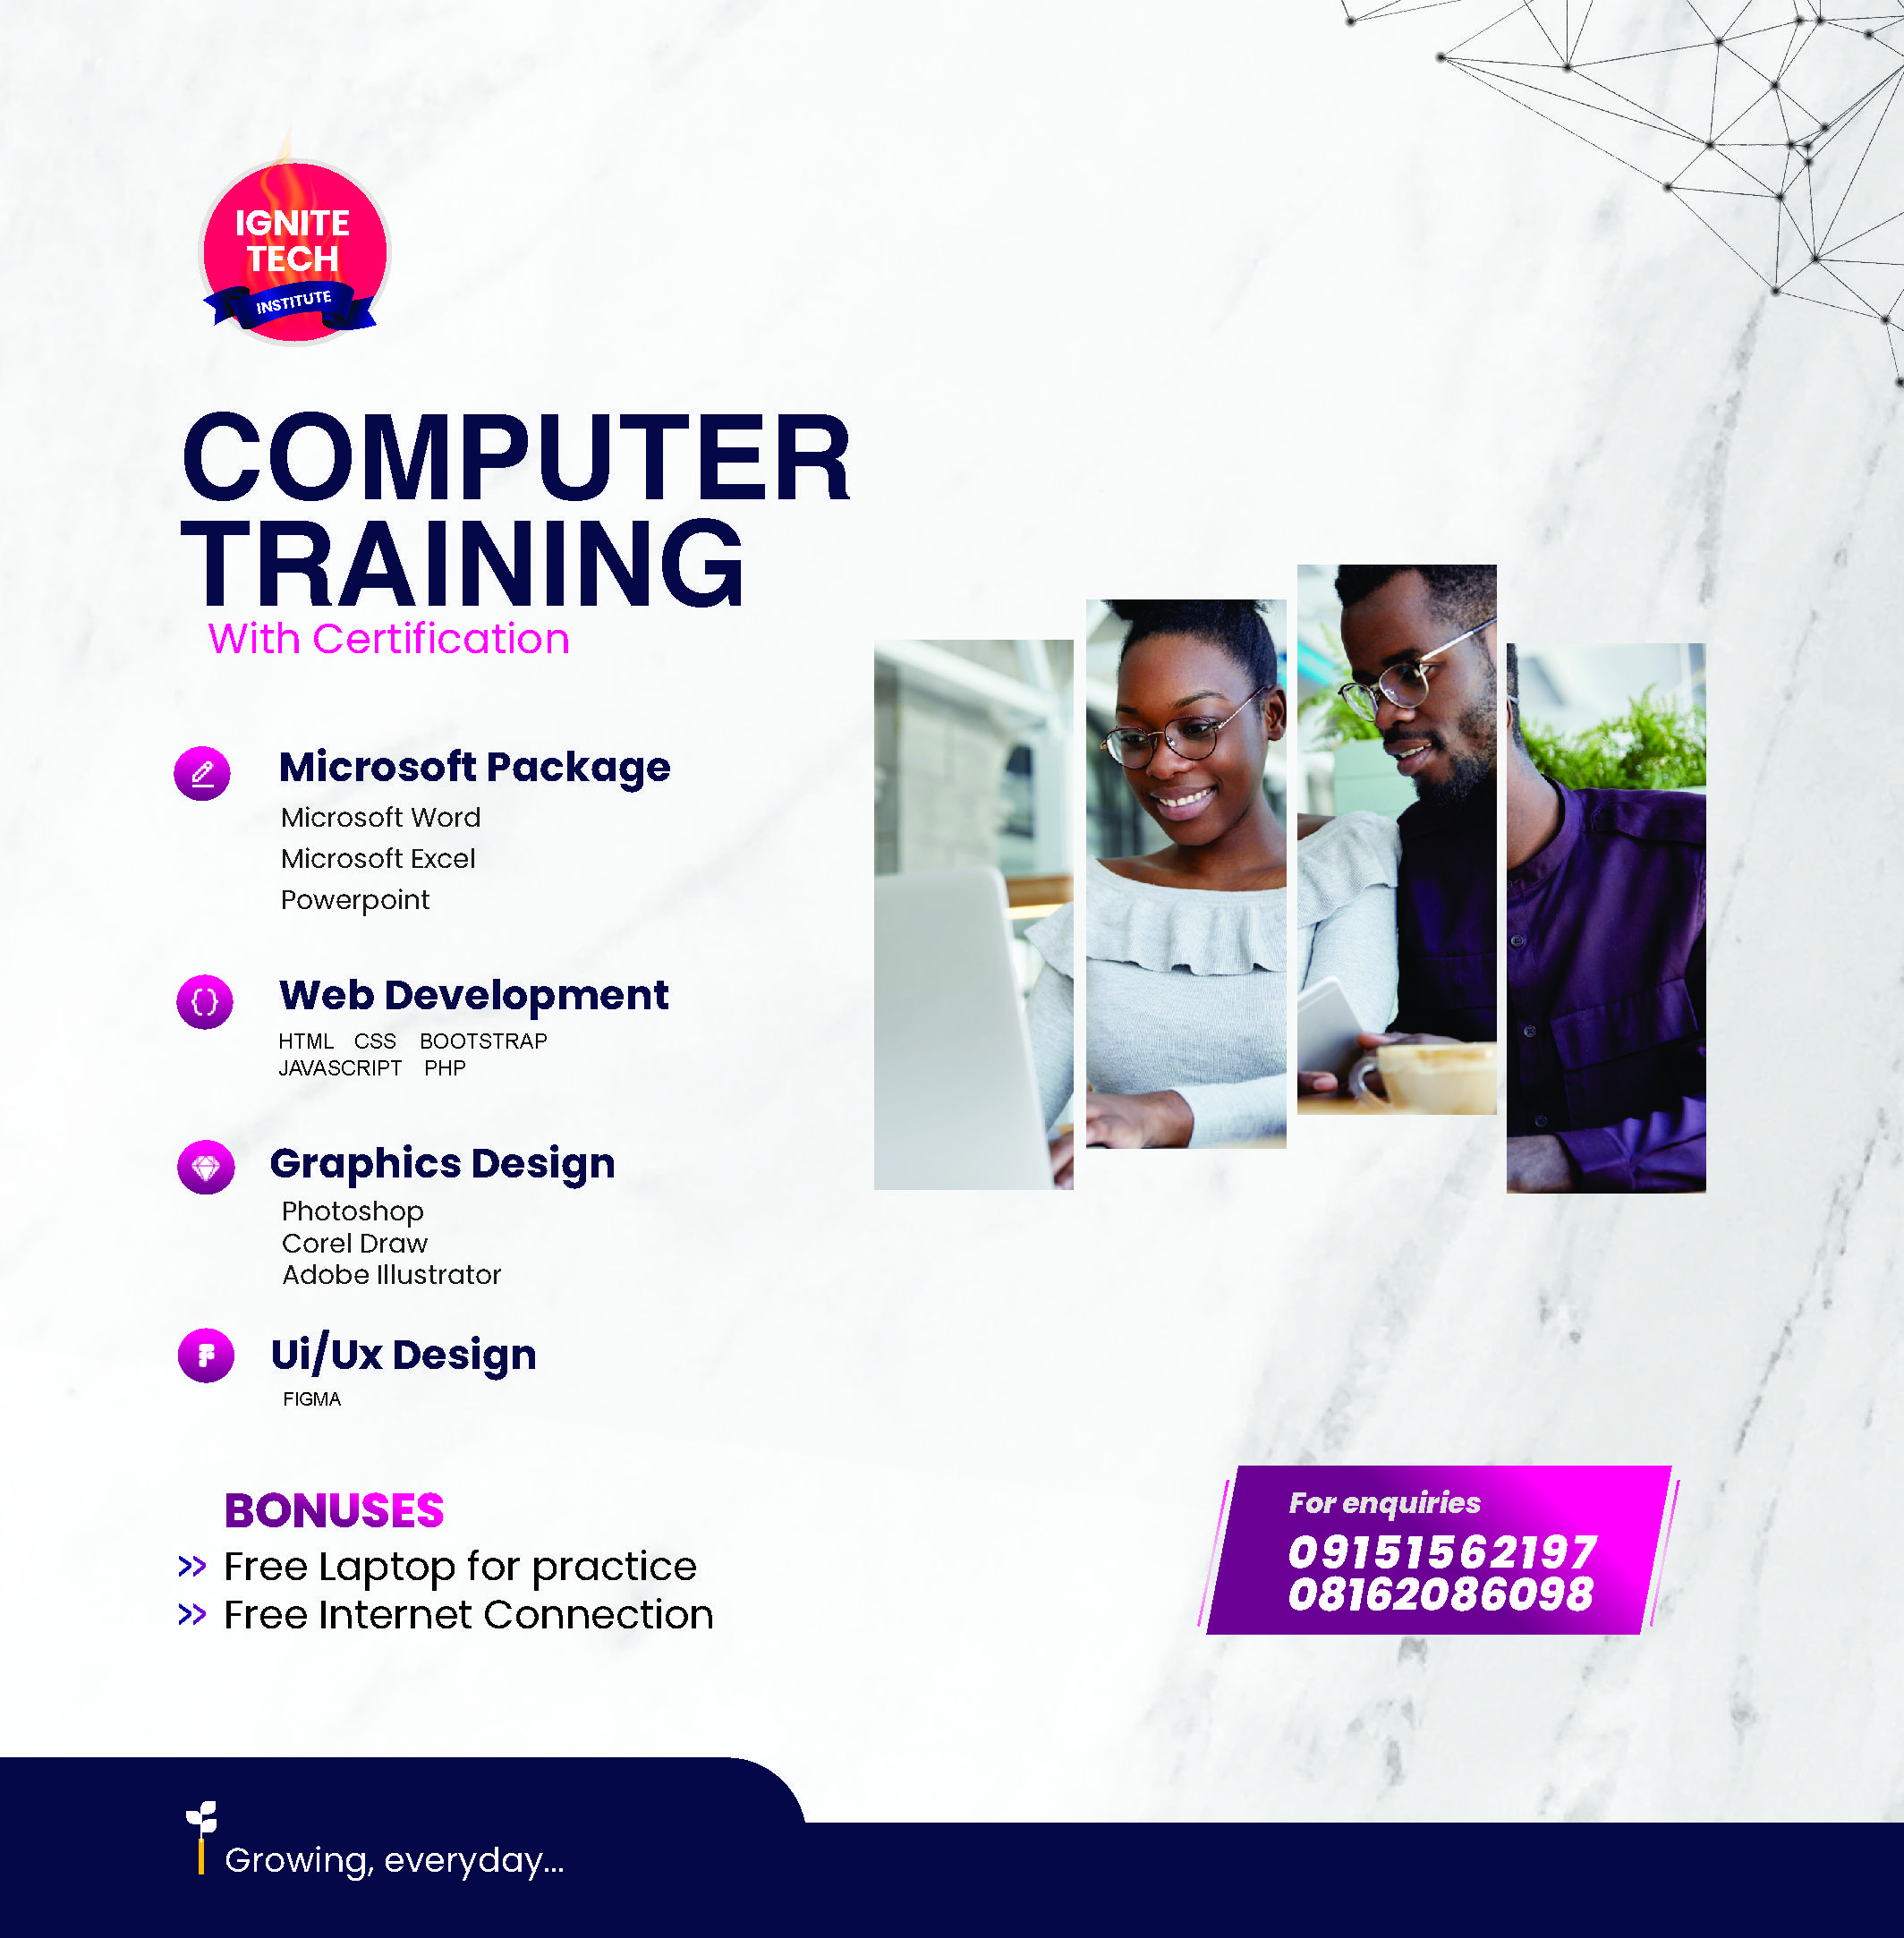 IGNITE
TECH
INSTITUTE
COMPUTER
TRAINING
With Certification
Microsoft Package
Microsoft Word
Microsoft Excel
Powerpoint
Web Development
HTML CSS BOOTSTRAP
JAVASCRIPT PHP
Graphics Design
Photoshop
Corel Draw
Adobe Illustrator
Ui/Ux Design
FIGMA
BONUSES
>> Free Laptop for practice
>> Free Internet Connection
For enquiries
09151562197
08162086098
Growing, everyday...